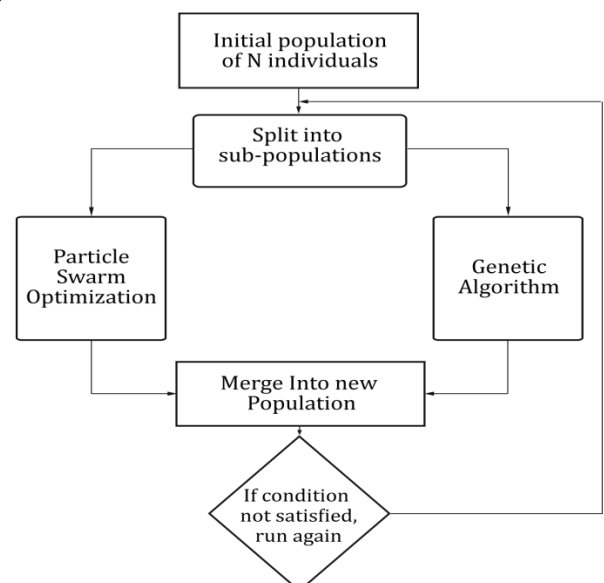 Initial population
of N individuals
Split into
sub-populations
Particle
Swarm
Optimization
Genetic
Algorithm
Merge Into new
Population
If condition
not satisfied,
run again